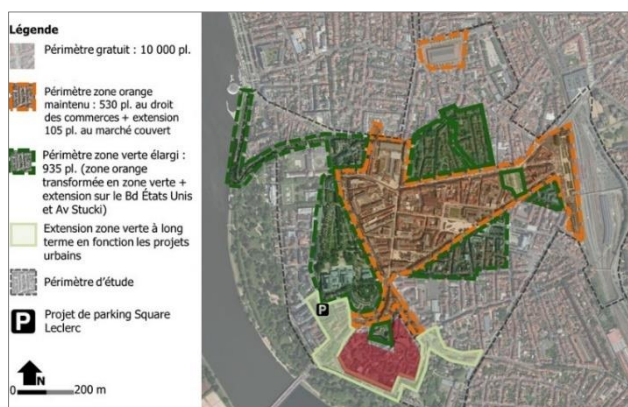 Légende
Périmètre gratuit : 10 000 pl.
Périmètre zone orange
maintenu : 530 pl. au droit
des commerces + extension
105 pl. au marché couvert
Périmètre zone verte élargi :
935 pl. (zone orange
transformée en zone verte +
extension sur le Bd États Unis
et Av Stucki)
Extension zone verte à long
terme en fonction les projets
urbains
Périmètre d'étude
P
Projet de parking Square
Leclerc
N
0 200 m
P